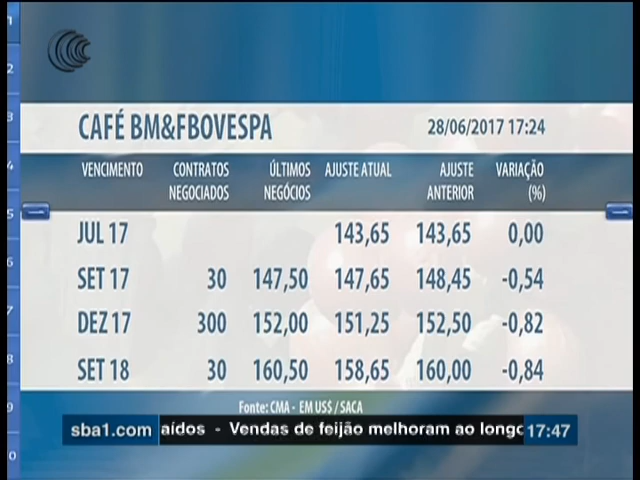 CAFÉ BM&FBOVESPA 28/06/2017 17:24
VENCIMENTO CONTRATOS NEGOCIADOS ÚLTIMOS NEGÓCIOS AJUSTE ATUAL AJUSTE ANTERIOR VARIAÇÃO (%)
JUL 17 143,65 143,65 0,00
SET 17 30 147,50 147,65 148,45 -0,54
DEZ 17 300 152,00 151,25 152,50 -0,82
SET 18 30 160,50 158,65 160,00 -0,84
Fonte: CMA - EM US$ / SACA
sba1.com aídos - Vendas de feijão melhoram ao longo 17:47